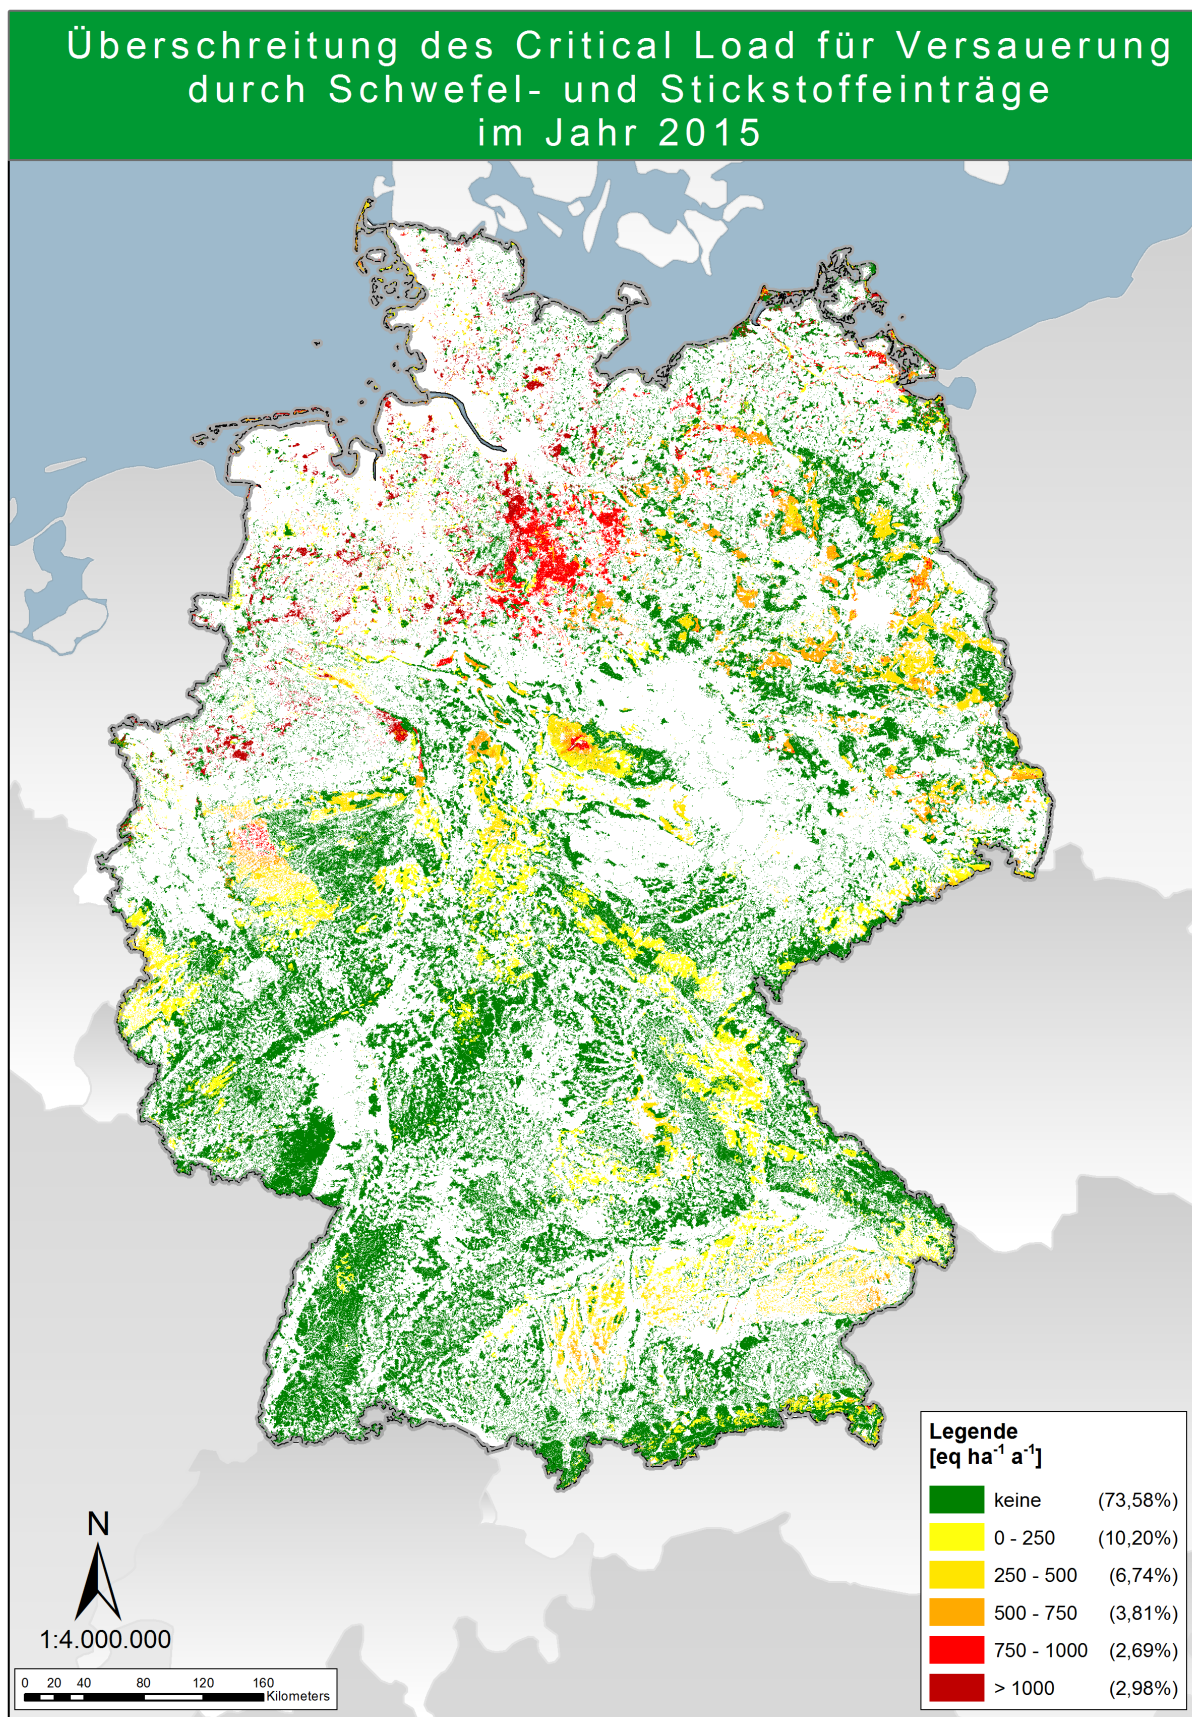 Überschreitung des Critical Load für Versauerung
durch Schwefel- und Stickstoffeinträge
im Jahr 2015
Legende
[eq ha⁻¹ a⁻¹]
keine (73,58%)
0 - 250 (10,20%)
250 - 500 (6,74%)
500 - 750 (3,81%)
750 - 1000 (2,69%)
> 1000 (2,98%)
N
1:4.000.000
0 20 40 80 120 160
Kilometers